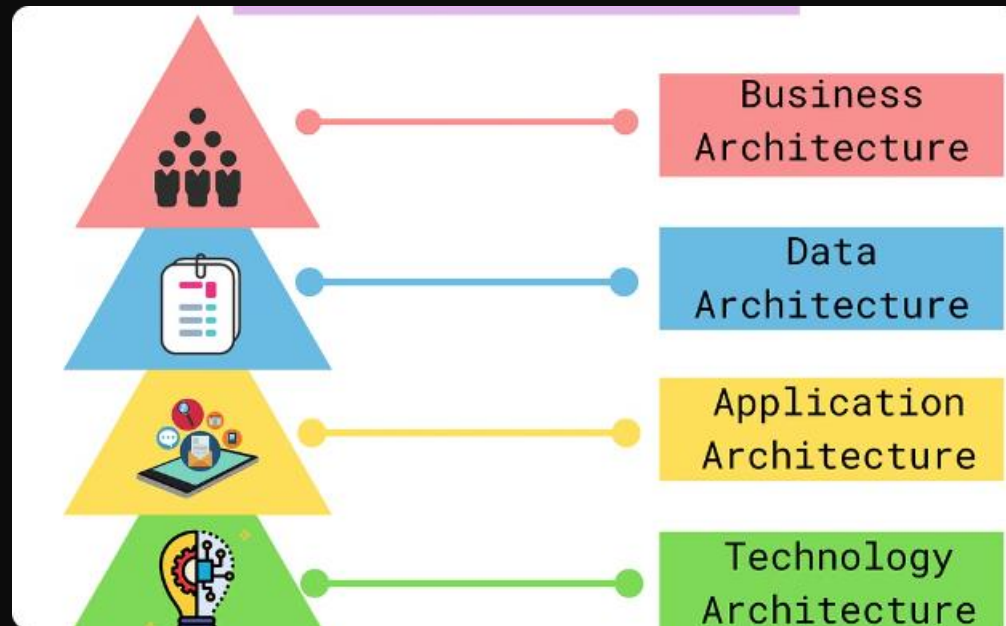 Business
Architecture
Data
Architecture
Application
Architecture
Technology
Architecture